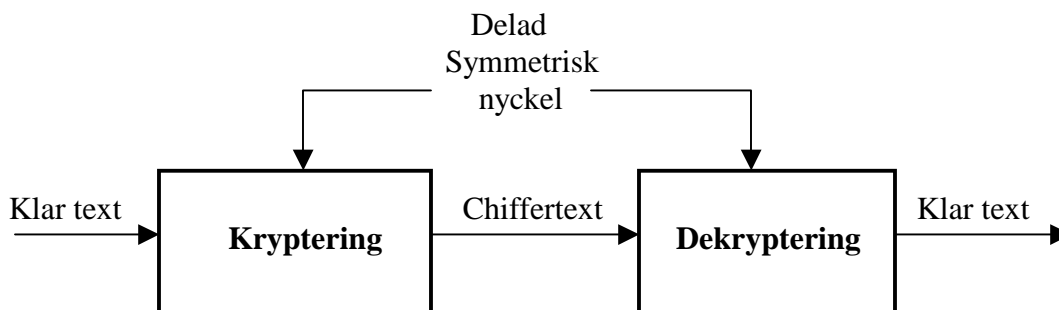 Delad
Symmetrisk
nyckel
Klar text
Kryptering
Chiffertext
Dekryptering
Klar text